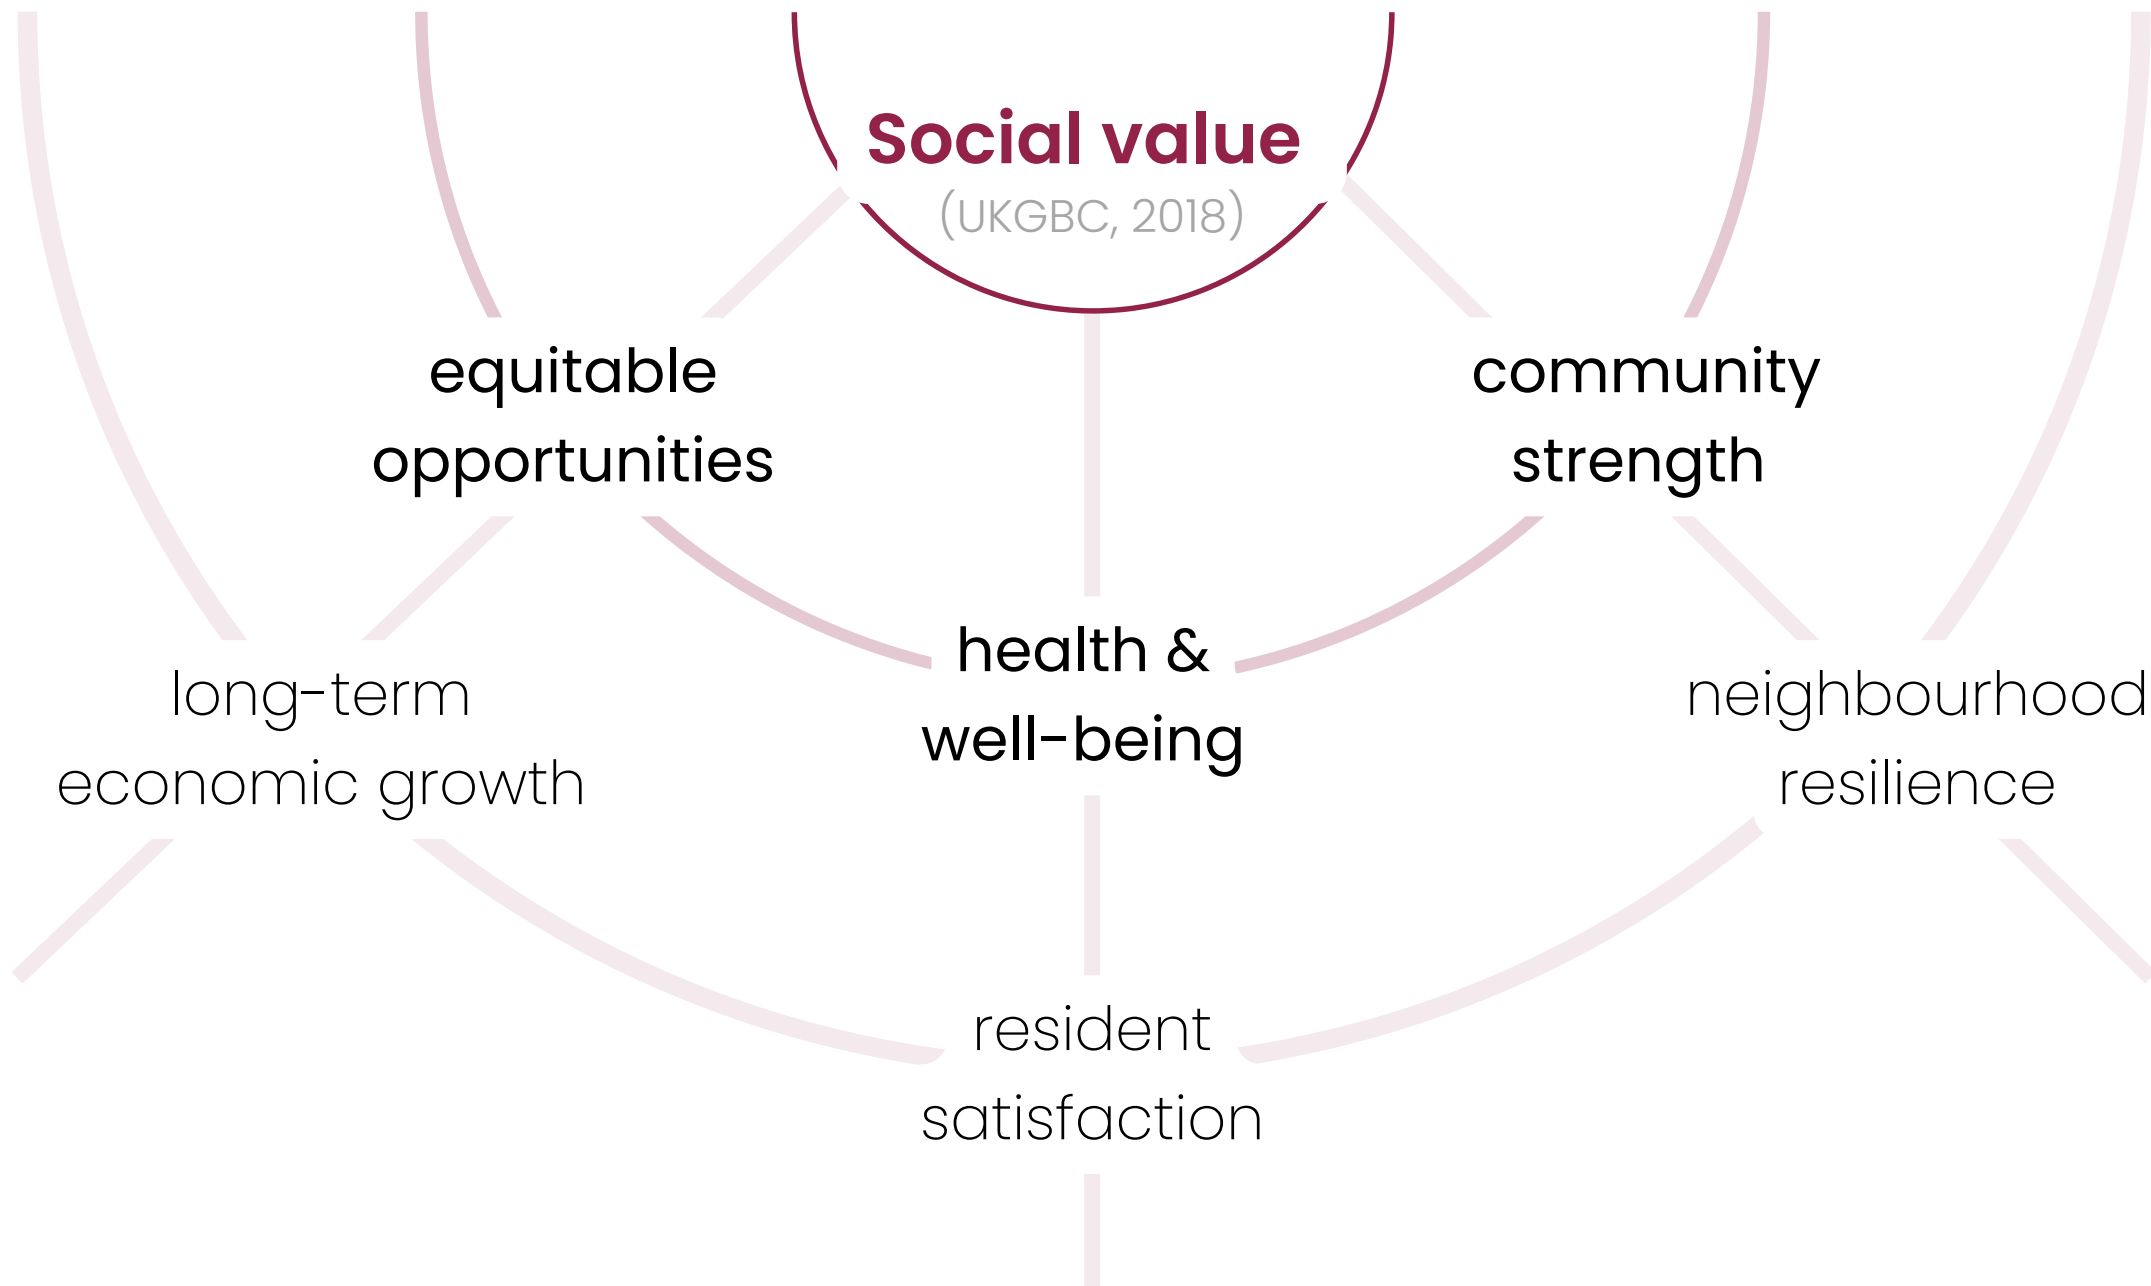 Social value
(UKGBC, 2018)
equitable
opportunities
community
strength
health &
well-being
long-term
economic growth
neighbourhood
resilience
resident
satisfaction